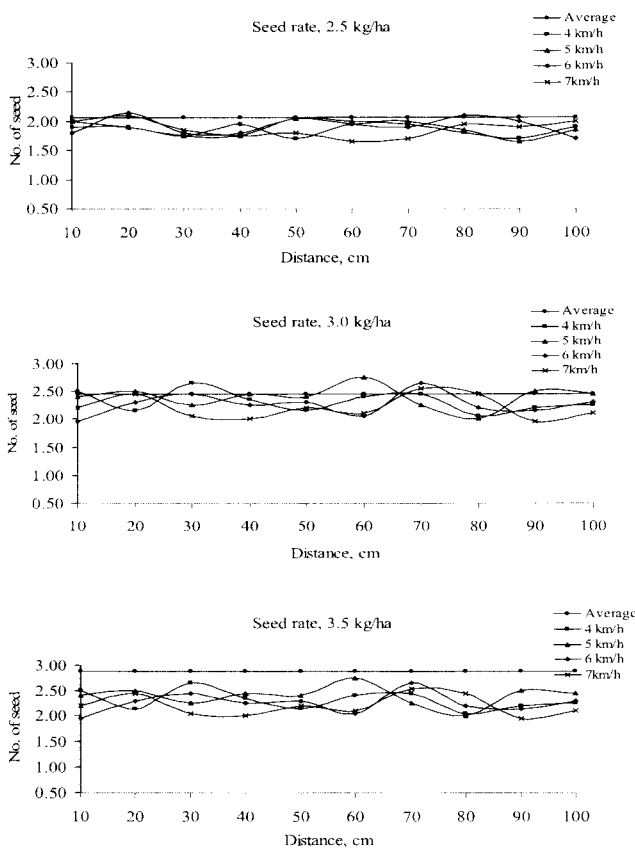 Seed rate, 2.5 kg/ha
Average
4 km/h
5 km/h
6 km/h
7km/h
No. of seed
3.00
2.50
2.00
1.50
1.00
0.50
10 20 30 40 50 60 70 80 90 100
Distance, cm
Seed rate, 3.0 kg/ha
Average
4 km/h
5 km/h
6 km/h
7km/h
No. of seed
3.00
2.50
2.00
1.50
1.00
0.50
10 20 30 40 50 60 70 80 90 100
Distance, cm
Seed rate, 3.5 kg/ha
Average
4 km/h
5 km/h
6 km/h
7km/h
No. of seed
3.00
2.50
2.00
1.50
1.00
0.50
10 20 30 40 50 60 70 80 90 100
Distance, cm